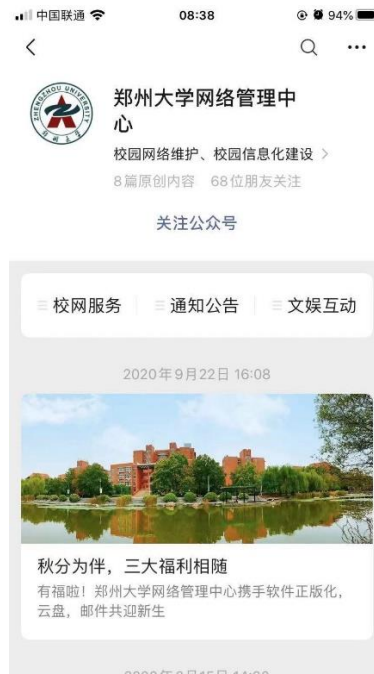 中国联通 08:38 94%
郑州大学网络管理中
心
校园网络维护、校园信息化建设 >
8篇原创内容 68位朋友关注
关注公众号
校网服务 通知公告 文娱互动
2020年9月22日 16:08
秋分为伴，三大福利相随
有福啦！郑州大学网络管理中心携手软件正版化，
云盘，邮件共迎新生